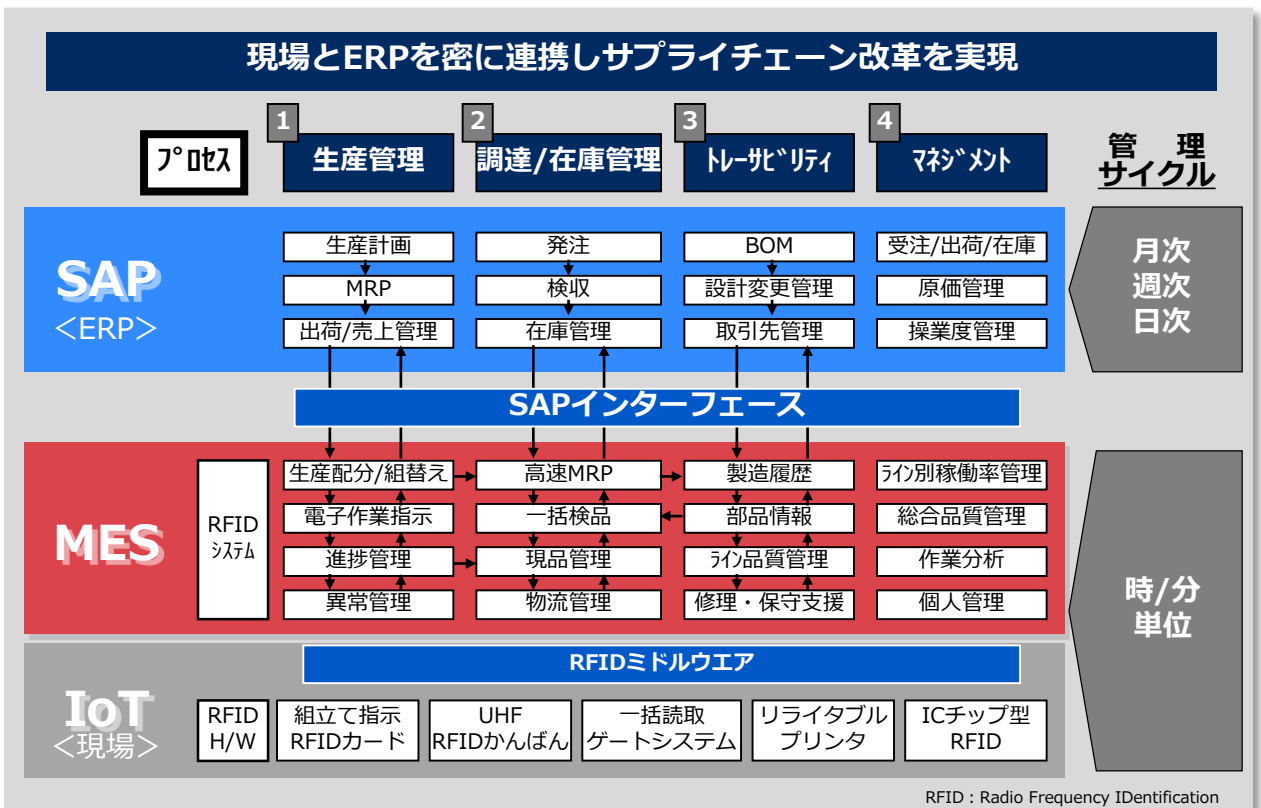 現場とERPを密に連携しサプライチェーン改革を実現
ﾌﾟﾛｾｽ
1
生産管理
2
調達/在庫管理
3
ﾄﾚｰｻﾋﾞﾘﾃｨ
4
ﾏﾈｼﾞﾒﾝﾄ
管　理
サイクル
SAP
＜ERP＞
生産計画
MRP
出荷/売上管理
発注
検収
在庫管理
BOM
設計変更管理
取引先管理
受注/出荷/在庫
原価管理
操業度管理
月次
週次
日次
SAPインターフェース
MES
RFID
ｼｽﾃﾑ
生産配分/組替え
電子作業指示
進捗管理
異常管理
高速MRP
一括検品
現品管理
物流管理
製造履歴
部品情報
ﾗｲﾝ品質管理
修理・保守支援
ﾗｲﾝ別稼働率管理
総合品質管理
作業分析
個人管理
時/分
単位
RFIDミドルウエア
IoT
＜現場＞
RFID
H/W
組立て指示
RFIDカード
UHF
RFIDかんばん
一括読取
ゲートシステム
リライタブル
プリンタ
ICチップ型
RFID
RFID：Radio Frequency IDentification